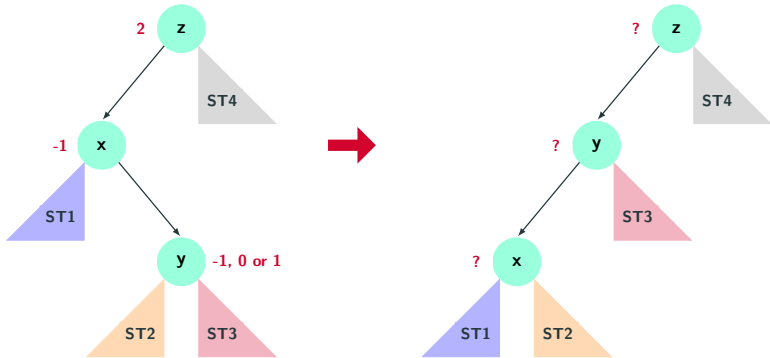 2 z
ST4
-1 x
ST1
y -1, 0 or 1
ST2 ST3
? z
ST4
? y
ST3
? x
ST1 ST2